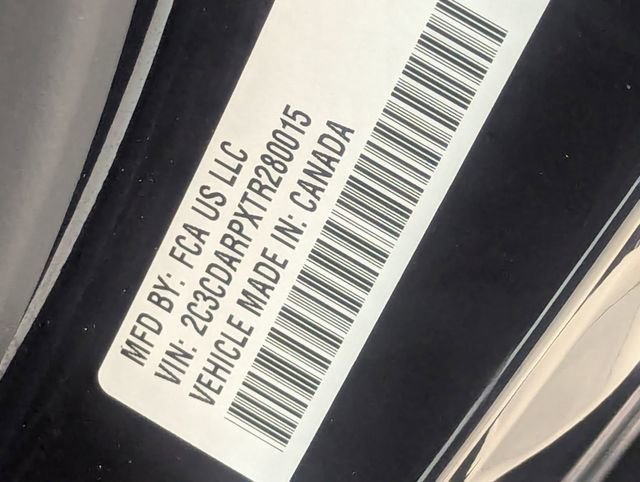 MFD BY: FCA US LLC
VIN: 2C3CDARPXTR280015
VEHICLE MADE IN: CANADA